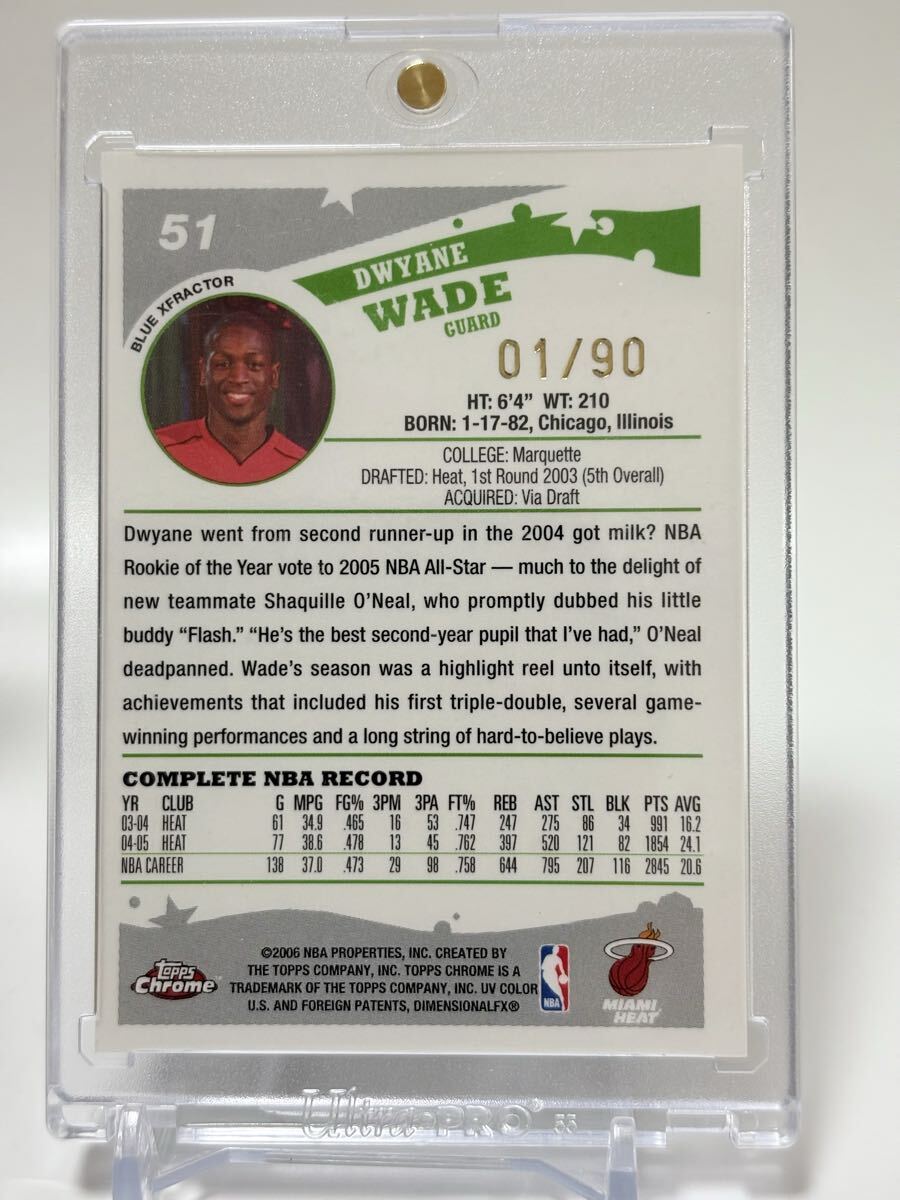 51
BLUE XFRACTOR
DWYANE
WADE
GUARD
01/90
HT: 6'4" WT: 210
BORN: 1-17-82, Chicago, Illinois
COLLEGE: Marquette
DRAFTED: Heat, 1st Round 2003 (5th Overall)
ACQUIRED: Via Draft
Dwyane went from second runner-up in the 2004 got milk? NBA
Rookie of the Year vote to 2005 NBA All-Star — much to the delight of
new teammate Shaquille O'Neal, who promptly dubbed his little
buddy “Flash.” “He's the best second-year pupil that I've had,” O'Neal
deadpanned. Wade's season was a highlight reel unto itself, with
achievements that included his first triple-double, several game-
winning performances and a long string of hard-to-believe plays.
COMPLETE NBA RECORD
YR CLUB G MPG FG% 3PM 3PA FT% REB AST STL BLK PTS AVG
03-04 HEAT 61 34.9 .465 16 53 .747 247 275 86 34 991 16.2
04-05 HEAT 77 38.6 .478 13 45 .762 397 520 121 82 1854 24.1
NBA CAREER 138 37.0 .473 29 98 .758 644 795 207 116 2845 20.6
©2006 NBA PROPERTIES, INC. CREATED BY
THE TOPPS COMPANY, INC. TOPPS CHROME IS A
TRADEMARK OF THE TOPPS COMPANY, INC. UV COLOR
U.S. AND FOREIGN PATENTS, DIMENSIONALFX®
Topps
Chrome™
NBA
MIAMI
HEAT
Ultra·PRO® 55